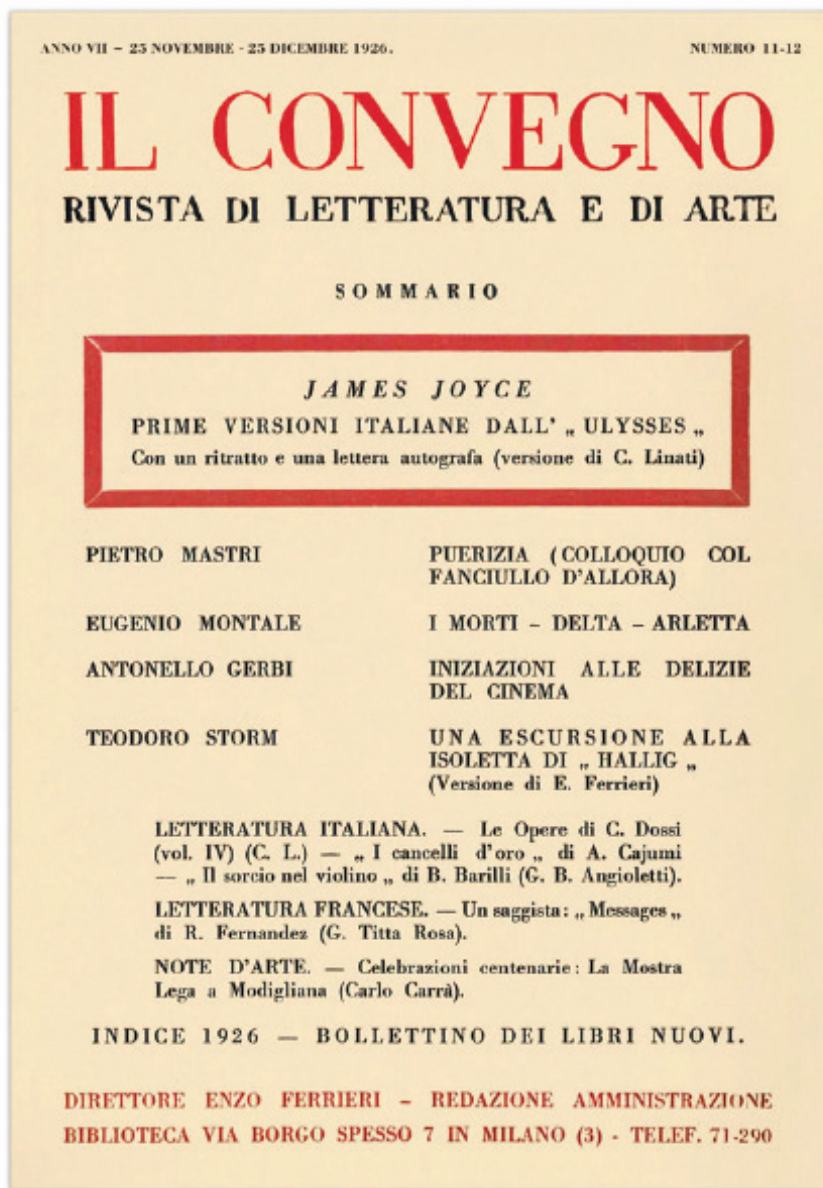 ANNO VII – 25 NOVEMBRE - 25 DICEMBRE 1926.
NUMERO 11-12
IL CONVEGNO
RIVISTA DI LETTERATURA E DI ARTE
SOMMARIO
JAMES JOYCE
PRIME VERSIONI ITALIANE DALL' „ ULYSSES „
Con un ritratto e una lettera autografa (versione di C. Linati)
PIETRO MASTRI
PUERIZIA (COLLOQUIO COL
FANCIULLO D'ALLORA)
EUGENIO MONTALE
I MORTI – DELTA – ARLETTA
ANTONELLO GERBI
INIZIAZIONI ALLE DELIZIE
DEL CINEMA
TEODORO STORM
UNA ESCURSIONE ALLA
ISOLETTA DI „ HALLIG „
(Versione di E. Ferrieri)
LETTERATURA ITALIANA. — Le Opere di C. Dossi
(vol. IV) (C. L.) — „ I cancelli d'oro „ di A. Cajumi
— „ Il sorcio nel violino „ di B. Barilli (G. B. Angioletti).
LETTERATURA FRANCESE. — Un saggista: „ Messages „
di R. Fernandez (G. Titta Rosa).
NOTE D'ARTE. — Celebrazioni centenarie: La Mostra
Lega a Modigliana (Carlo Carrà).
INDICE 1926 — BOLLETTINO DEI LIBRI NUOVI.
DIRETTORE ENZO FERRIERI – REDAZIONE AMMINISTRAZIONE
BIBLIOTECA VIA BORGO SPESSO 7 IN MILANO (3) - TELEF. 71-290